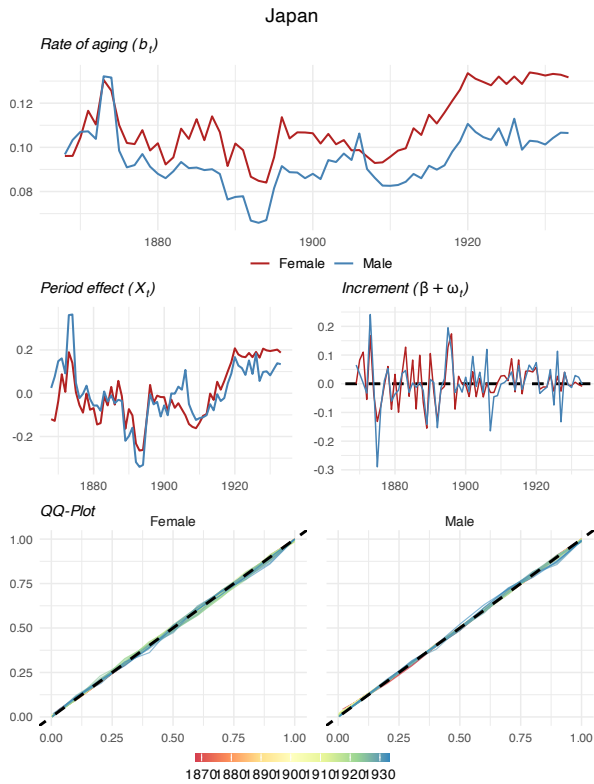 Japan
Rate of aging (bₜ)
0.12
0.10
0.08
1880 1900 1920
Female Male
Period effect (Xₜ) Increment (β + ωₜ)
0.2
0.0
-0.2
1880 1900 1920
0.2
0.1
0.0
-0.1
-0.2
-0.3
1880 1900 1920
QQ-Plot
Female Male
1.00
0.75
0.50
0.25
0.00
0.00 0.25 0.50 0.75 1.00 0.00 0.25 0.50 0.75 1.00
1870 1880 1890 1900 1910 1920 1930